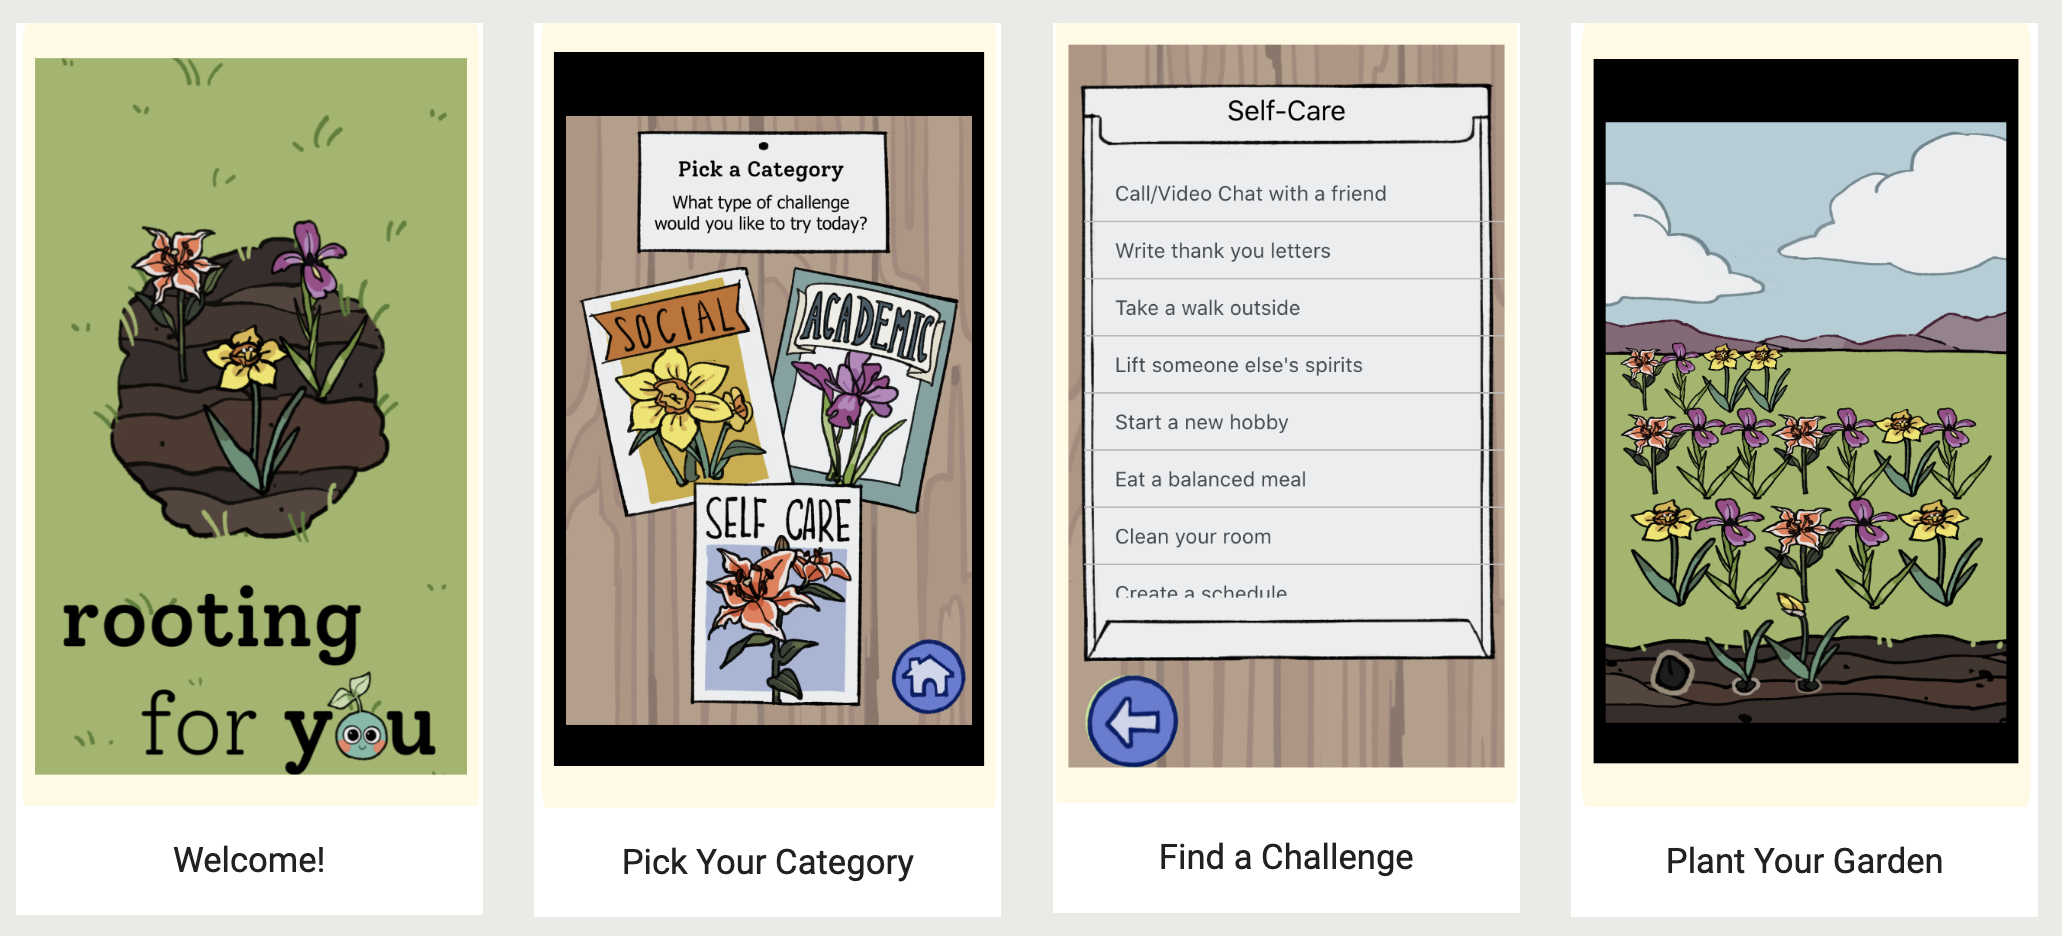 rooting
for you
Welcome!
Pick a Category
What type of challenge
would you like to try today?
SOCIAL
ACADEMIC
SELF CARE
Pick Your Category
Self-Care
Call/Video Chat with a friend
Write thank you letters
Take a walk outside
Lift someone else's spirits
Start a new hobby
Eat a balanced meal
Clean your room
Create a schedule
Find a Challenge
Plant Your Garden